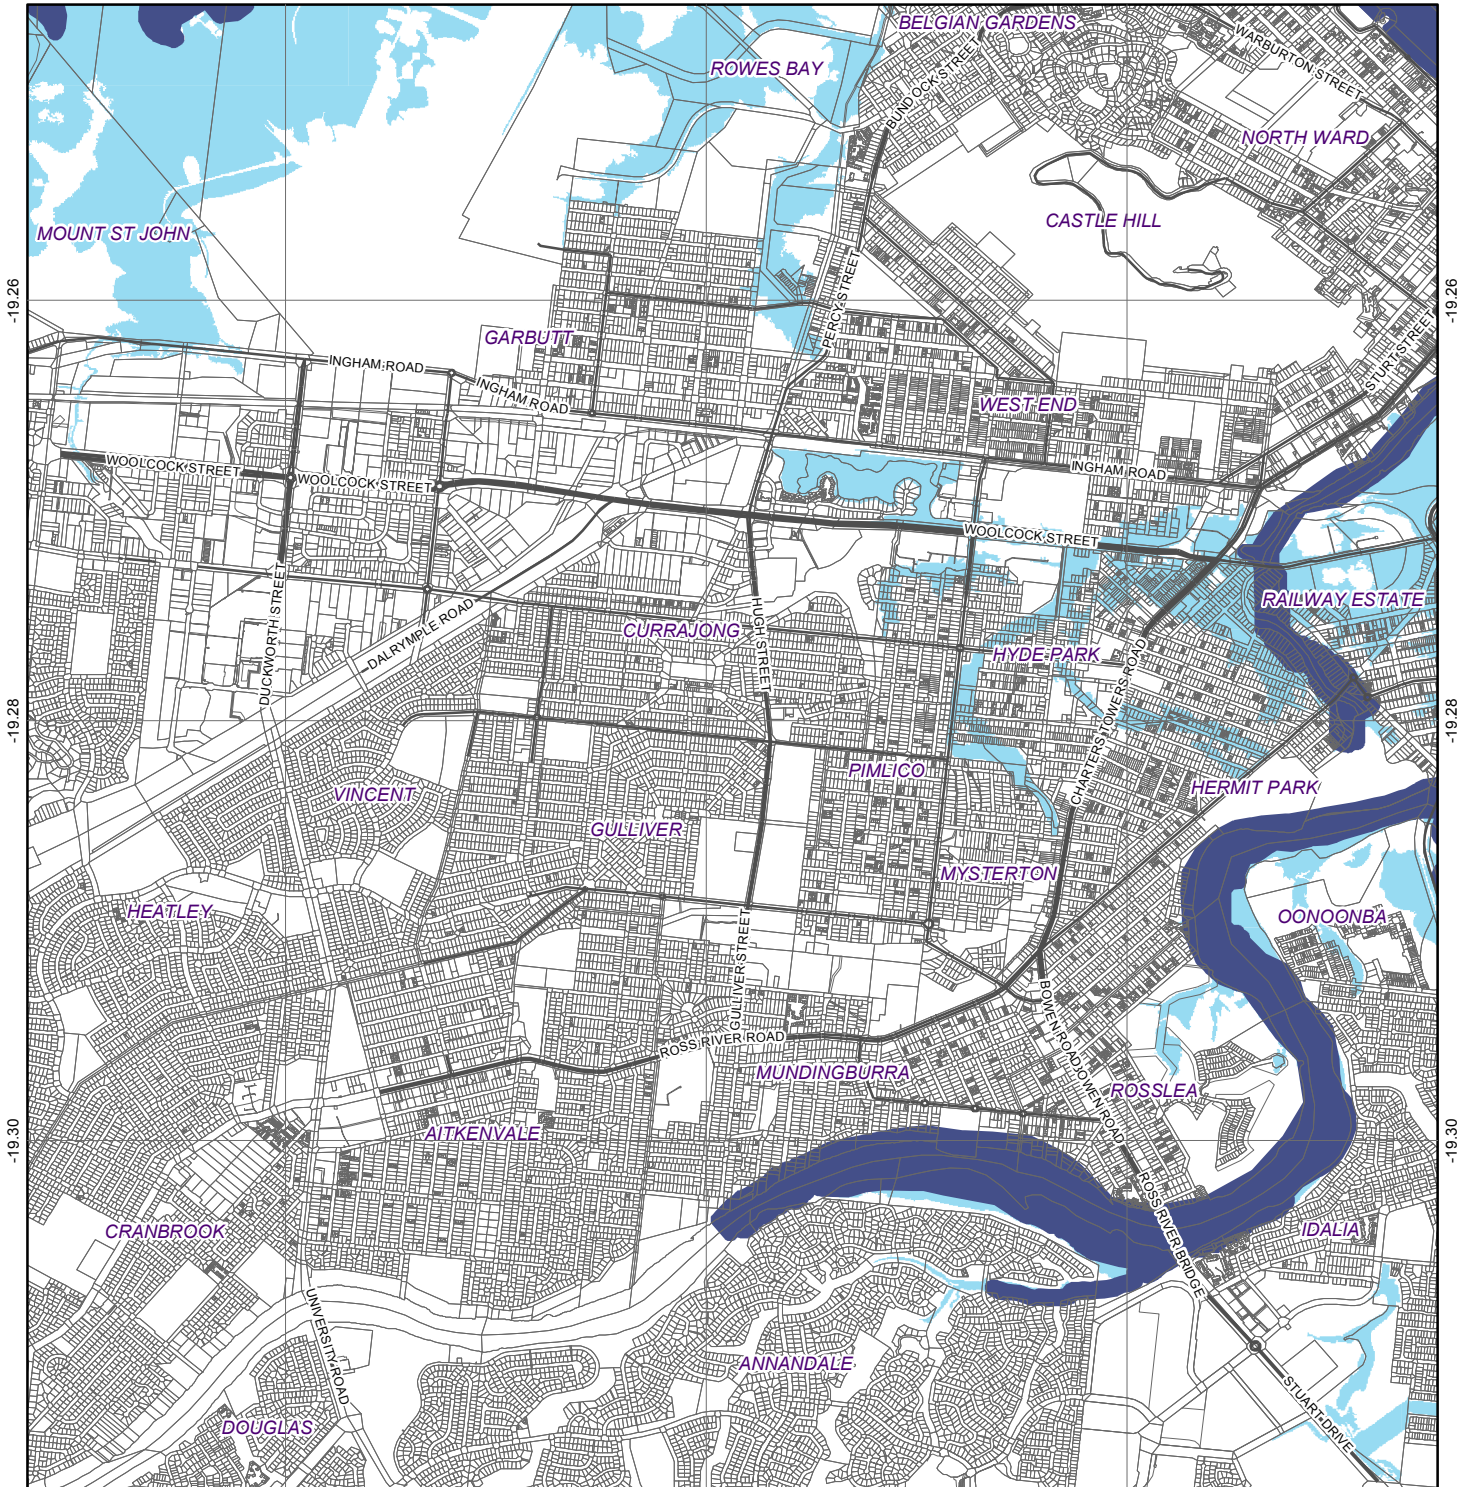 BELGIAN GARDENS
WARBURTON STREET
ROWES BAY
BUNDOCK STREET
NORTH WARD
CASTLE HILL
MOUNT ST JOHN
-19.26
-19.26
PERCY STREET
STURT STREET
GARBUTT
INGHAM ROAD
INGHAM ROAD
WEST END
INGHAM ROAD
WOOLCOCK STREET
WOOLCOCK STREET
WOOLCOCK STREET
RAILWAY ESTATE
DUCKWORTH STREET
DALRYMPLE ROAD
CURRAJONG
HUGH STREET
HYDE PARK
CHARTERS TOWERS ROAD
-19.28
-19.28
PIMLICO
HERMIT PARK
VINCENT
GULLIVER
MYSTERTON
HEATLEY
OONOONBA
GULLIVER STREET
BOWEN ROAD
ROSS RIVER ROAD
MUNDINGBURRA
BOWEN ROAD
ROSSLEA
AITKENVALE
-19.30
-19.30
CRANBROOK
ROSS RIVER BRIDGE
IDALIA
UNIVERSITY ROAD
ANNANDALE
STUART DRIVE
DOUGLAS